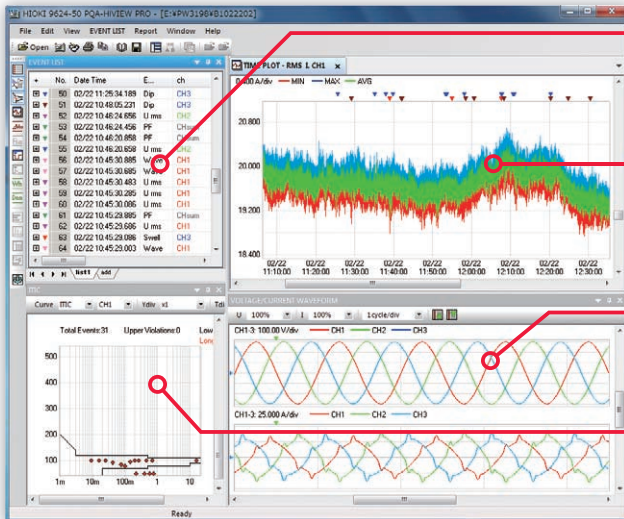 HIOKI 9624-50 PQA-HIVIEW PRO - [E:¥PW3198¥B1022202]
File Edit View EVENT LIST Report Window Help
Open
EVENT LIST
+ No. Date Time E... ch
50 02/22 11:25:34.189 Dip CH3
51 02/22 10:48:05.231 Dip CH3
52 02/22 10:46:24.656 U rms CH2
53 02/22 10:46:24.456 PF CHsum
54 02/22 10:46:20.858 PF CHsum
55 02/22 10:46:20.658 U rms CH2
56 02/22 10:45:30.885 Wave CH1
57 02/22 10:45:30.685 Wave CH1
58 02/22 10:45:30.483 U rms CH1
59 02/22 10:45:30.285 U rms CH1
60 02/22 10:45:30.086 U rms CH1
61 02/22 10:45:29.885 PF CHsum
62 02/22 10:45:29.686 U rms CH1
63 02/22 10:45:29.086 Swell CH3
64 02/22 10:45:29.003 Wave CH1
List1 Add
TIME PLOT - RMS I, CH1 x
0.400 A/div MIN MAX AVG
20.800
20.000
19.200
18.400
02/22 02/22 02/22 02/22 02/22 02/22 02/22 02/22 02/22
11:10:00 11:20:00 11:30:00 11:40:00 11:50:00 12:00:00 12:10:00 12:20:00 12:30:00
ITIC
Curve ITIC CH1 Ydiv x1 Tdi
Total Events:31 Upper Violations:0 Low
Lon
500
400
300
200
100
1m 10m 100m 1 10
VOLTAGE/CURRENT WAVEFORM
U 100% I 100% 1cycle/div
CH1-3: 100.00 V/div CH1 CH2 CH3
CH1-3: 25.000 A/div CH1 CH2 CH3
Ready